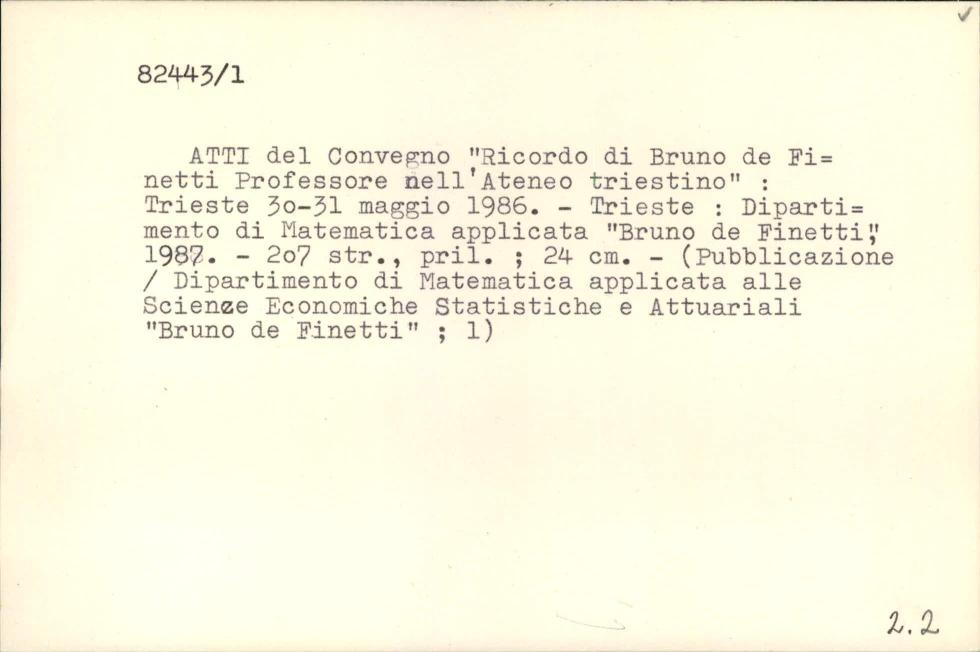 82443/1
ATTI del Convegno "Ricordo di Bruno de Fi=
netti Professore nell'Ateneo triestino" :
Trieste 3o-31 maggio 1986. - Trieste : Diparti=
mento di Matematica applicata "Bruno de Finetti",
1987. - 2o7 str., pril. ; 24 cm. - (Pubblicazione
/ Dipartimento di Matematica applicata alle
Scienze Economiche Statistiche e Attuariali
"Bruno de Finetti" ; 1)
2.2